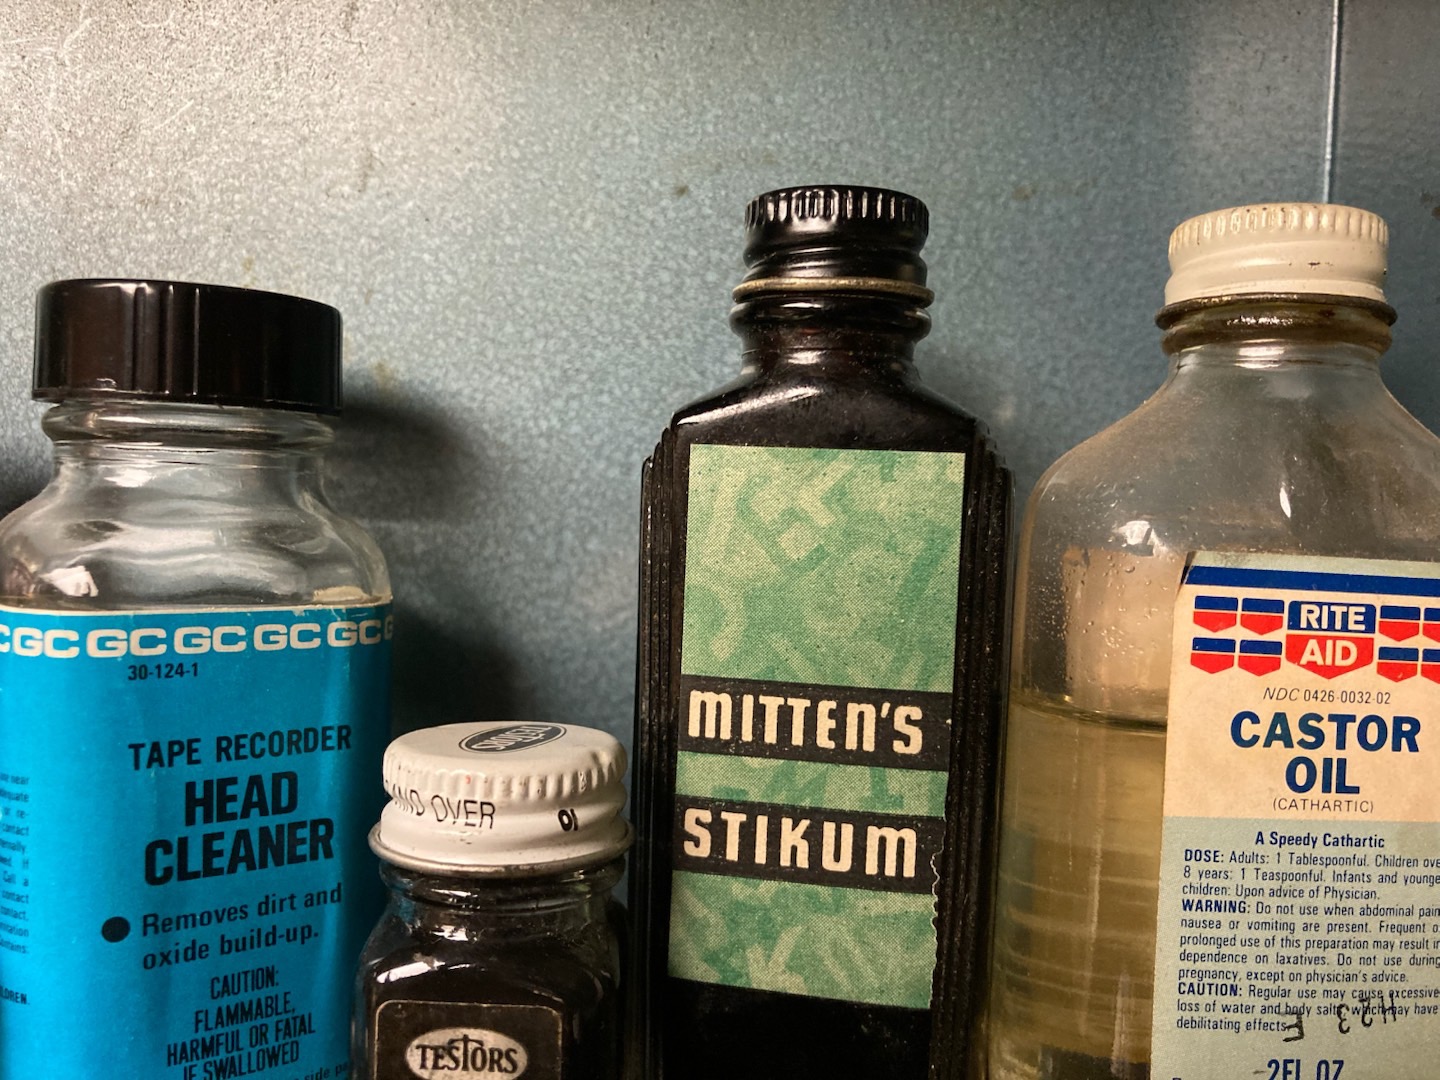 GC GC GC GC GC
30-124-1
TAPE RECORDER
HEAD
CLEANER
Removes dirt and
oxide build-up.
CAUTION:
FLAMMABLE,
HARMFUL OR FATAL
IF SWALLOWED
TESTORS
AND OVER
TESTORS
MITTEN'S
STIKUM
RITE
AID
NDC 0426-0032-02
CASTOR
OIL
(CATHARTIC)
A Speedy Cathartic
DOSE: Adults: 1 Tablespoonful. Children
8 years: 1 Teaspoonful. Infants and
children: Upon advice of Physician.
WARNING: Do not use when abdominal pain
nausea or vomiting are present. Frequent
prolonged use of this preparation may result
dependence on laxatives. Do not use during
pregnancy, except on physician's advice.
CAUTION: Regular use may cause excessive
loss of water and body salts, which may have
debilitating effects.
2 FL OZ